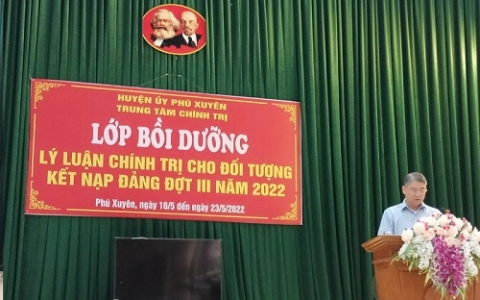 HUYỆN ỦY PHÚ XUYÊN
TRUNG TÂM CHÍNH TRỊ
LỚP BỒI DƯỠNG
LÝ LUẬN CHÍNH TRỊ CHO ĐỐI TƯỢNG
KẾT NẠP ĐẢNG ĐỢT III NĂM 2022
Phú Xuyên, ngày 16/5 đến ngày 23/5/2022